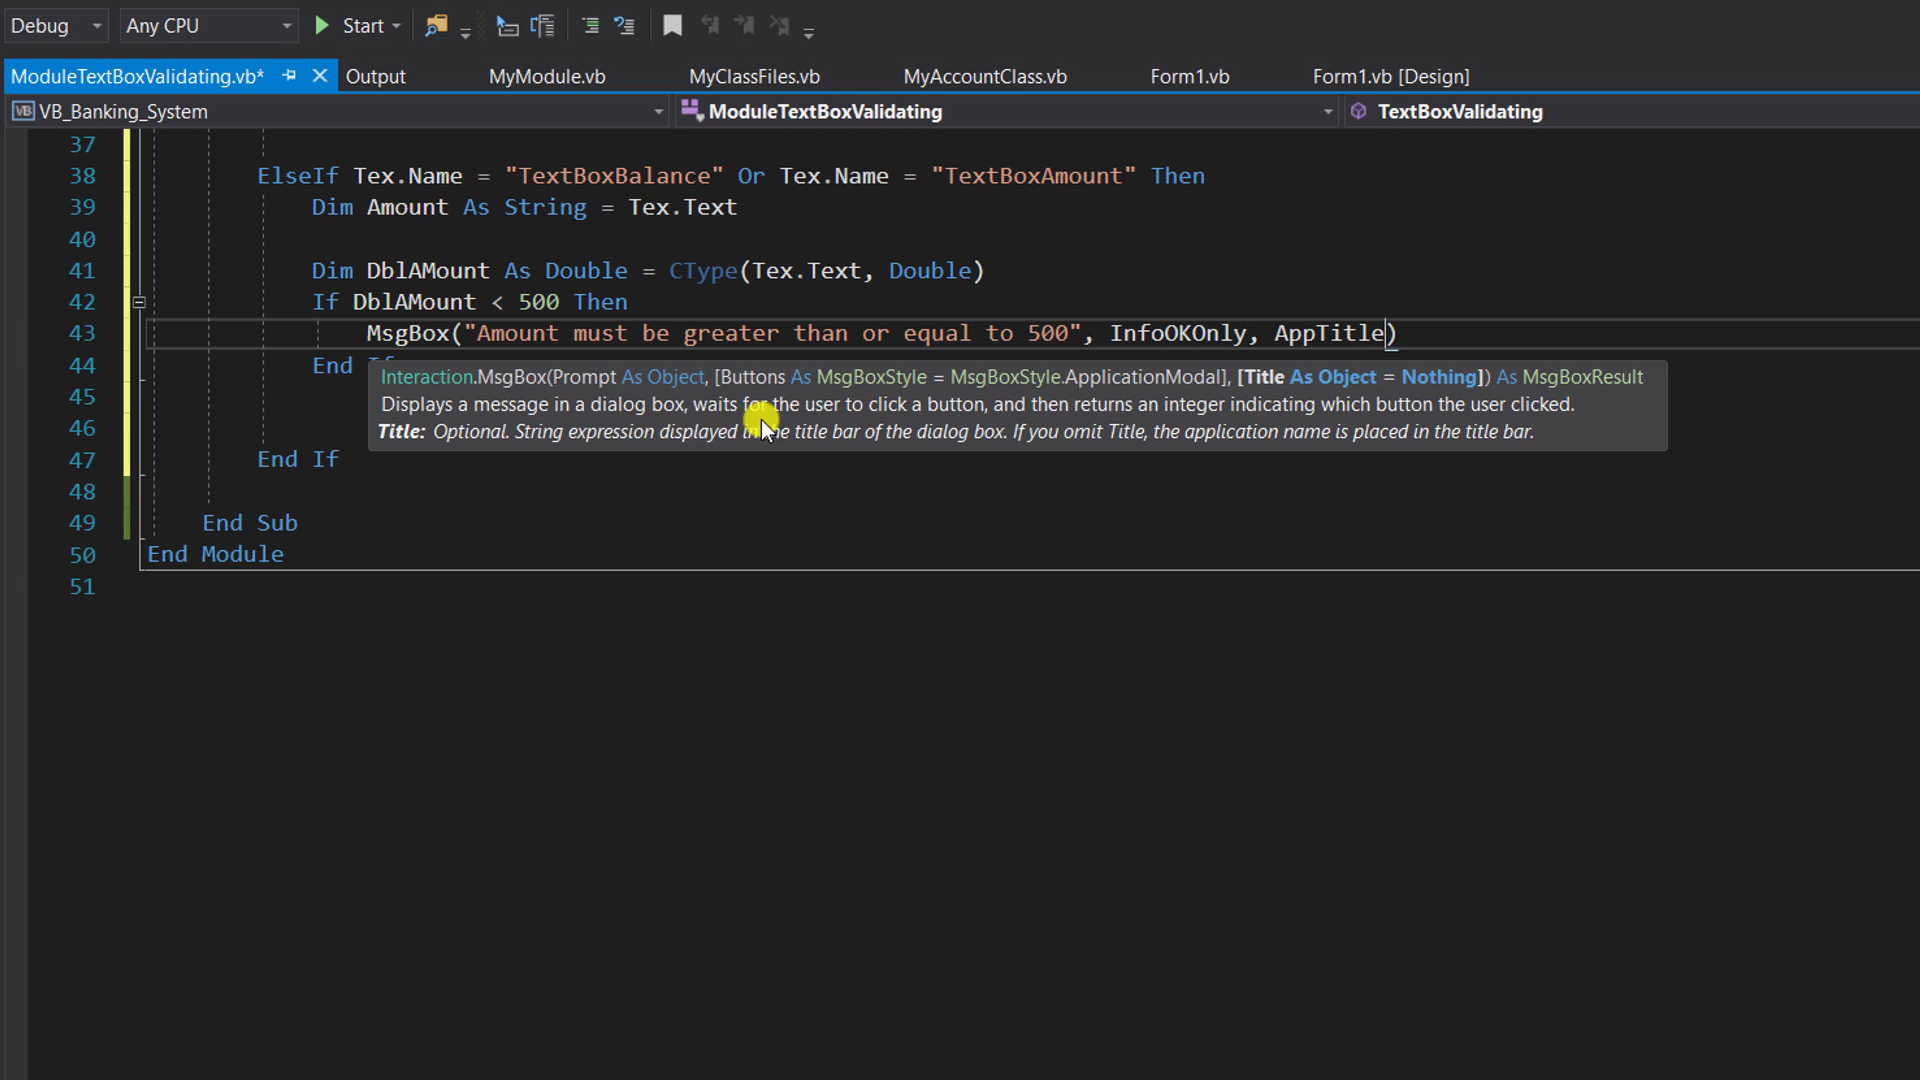 Debug Any CPU Start
ModuleTextBoxValidating.vb* Output MyModule.vb MyClassFiles.vb MyAccountClass.vb Form1.vb Form1.vb [Design]
VB VB_Banking_System ModuleTextBoxValidating TextBoxValidating
37
38 ElseIf Tex.Name = "TextBoxBalance" Or Tex.Name = "TextBoxAmount" Then
39 Dim Amount As String = Tex.Text
40
41 Dim DblAMount As Double = CType(Tex.Text, Double)
42 If DblAMount < 500 Then
43 MsgBox("Amount must be greater than or equal to 500", InfoOKOnly, AppTitle)
44 End If
Interaction.MsgBox(Prompt As Object, [Buttons As MsgBoxStyle = MsgBoxStyle.ApplicationModal], [Title As Object = Nothing]) As MsgBoxResult
45
Displays a message in a dialog box, waits for the user to click a button, and then returns an integer indicating which button the user clicked.
46
Title: Optional. String expression displayed in the title bar of the dialog box. If you omit Title, the application name is placed in the title bar.
47 End If
48
49 End Sub
50 End Module
51